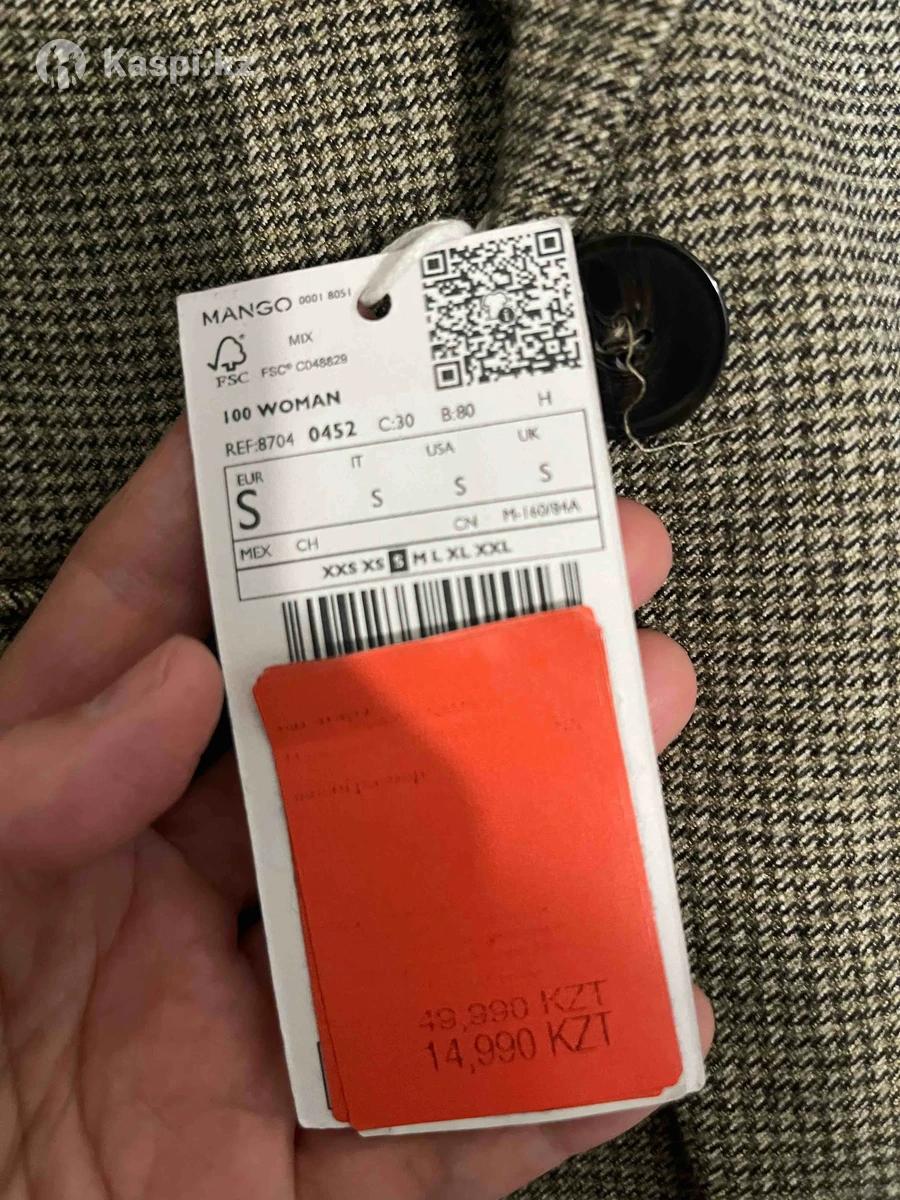 Kaspi.kz
MANGO 0001 8051
MIX
FSC FSC® C048829
100 WOMAN
REF:8704 0452 C:30 B:80 H
EUR IT USA UK
S S S S
MEX CH CN M-160/84A
XXS XS S M L XL XXL
49,990 KZT
14,990 KZT